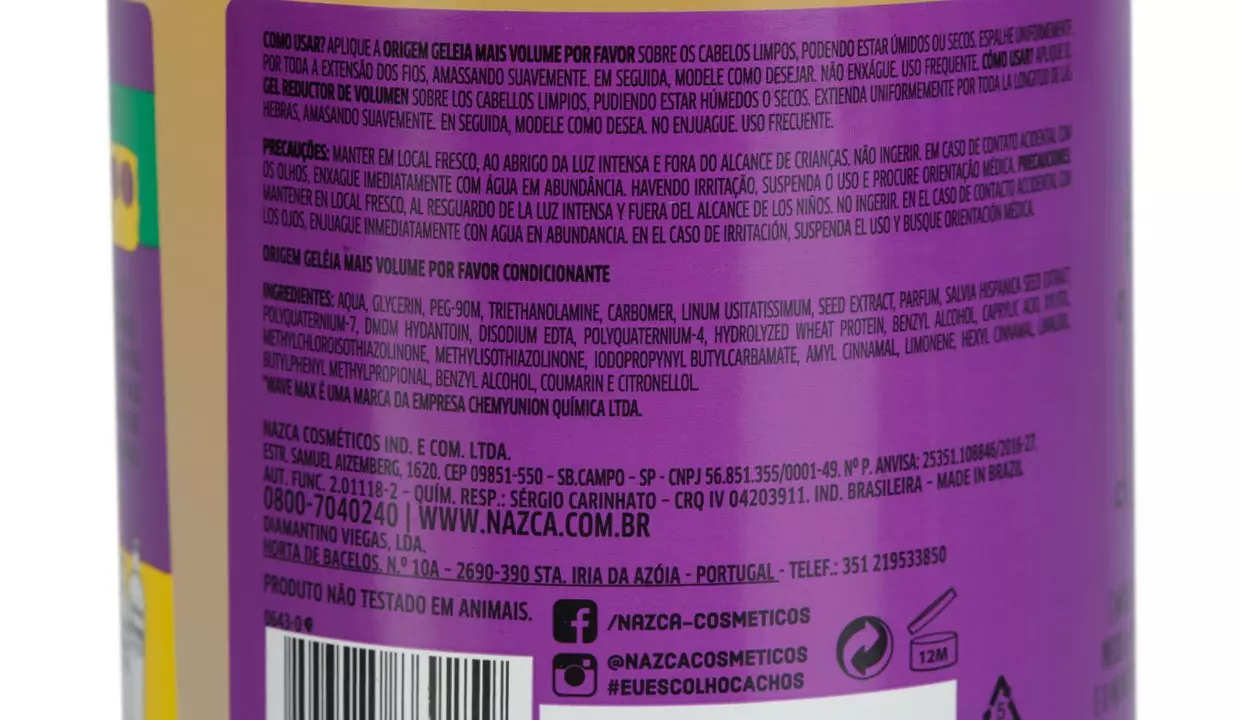 COMO USAR? APLIQUE A ORIGEM GELEIA MAIS VOLUME POR FAVOR SOBRE OS CABELOS LIMPOS, PODENDO ESTAR ÚMIDOS OU SECOS. ESPALHE UNIFORMEMENTE
POR TODA A EXTENSÃO DOS FIOS, AMASSANDO SUAVEMENTE. EM SEGUIDA, MODELE COMO DESEJAR. NÃO ENXÁGUE. USO FREQUENTE. CÓMO USAR? APLIQUE EL
GEL REDUCTOR DE VOLUMEN SOBRE LOS CABELLOS LIMPIOS, PUDIENDO ESTAR HÚMEDOS O SECOS. EXTIENDA UNIFORMEMENTE POR TODA LA LONGITUD DE LAS
HEBRAS, AMASANDO SUAVEMENTE. EN SEGUIDA, MODELE COMO DESEA. NO ENJUAGUE. USO FRECUENTE.
PRECAUÇÕES: MANTER EM LOCAL FRESCO, AO ABRIGO DA LUZ INTENSA E FORA DO ALCANCE DE CRIANÇAS. NÃO INGERIR. EM CASO DE CONTATO ACIDENTAL COM
OS OLHOS, ENXAGUE IMEDIATAMENTE COM ÁGUA EM ABUNDÂNCIA. HAVENDO IRRITAÇÃO, SUSPENDA O USO E PROCURE ORIENTAÇÃO MÉDICA. PRECAUCIONES:
MANTENER EN LOCAL FRESCO, AL RESGUARDO DE LA LUZ INTENSA Y FUERA DEL ALCANCE DE LOS NIÑOS. NO INGERIR. EN EL CASO DE CONTACTO ACCIDENTAL CON
LOS OJOS, ENJUAGUE INMEDIATAMENTE CON AGUA EN ABUNDANCIA. EN EL CASO DE IRRITACIÓN, SUSPENDA EL USO Y BUSQUE ORIENTACIÓN MÉDICA.
ORIGEM GELÉIA MAIS VOLUME POR FAVOR CONDICIONANTE
INGREDIENTES: AQUA, GLYCERIN, PEG-90M, TRIETHANOLAMINE, CARBOMER, LINUM USITATISSIMUM, SEED EXTRACT, PARFUM, SALVIA HISPANICA SEED EXTRACT
POLYQUATERNIUM-7, DMDM HYDANTOIN, DISODIUM EDTA, POLYQUATERNIUM-4, HYDROLYZED WHEAT PROTEIN, BENZYL ALCOHOL, CAPRYLIC ACID, XYLITOL,
METHYLCHLOROISOTHIAZOLINONE, METHYLISOTHIAZOLINONE, IODOPROPYNYL BUTYLCARBAMATE, AMYL CINNAMAL, LIMONENE, HEXYL CINNAMAL, LINALOOL,
BUTYLPHENYL METHYLPROPIONAL, BENZYL ALCOHOL, COUMARIN E CITRONELLOL.
*WAVE MAX É UMA MARCA DA EMPRESA CHEMYUNION QUÍMICA LTDA.
NAZCA COSMÉTICOS IND. E COM. LTDA.
ESTR. SAMUEL AIZEMBERG, 1620. CEP 09851-550 - SB.CAMPO - SP - CNPJ 56.851.355/0001-49. Nº P. ANVISA: 25351.108846/2016-27.
AUT. FUNC. 2.01118-2 - QUÍM. RESP.: SÉRGIO CARINHATO - CRQ IV 04203911. IND. BRASILEIRA - MADE IN BRAZIL
0800-7040240 | WWW.NAZCA.COM.BR
DIAMANTINO VIEGAS, LDA.
HORTA DE BACELOS, N.º 10A - 2690-390 STA. IRIA DA AZÓIA - PORTUGAL - TELEF.: 351 219533850
PRODUTO NÃO TESTADO EM ANIMAIS.
0643-0
/NAZCA-COSMETICOS
@NAZCACOSMETICOS
#EUESCOLHOCACHOS
12M
5